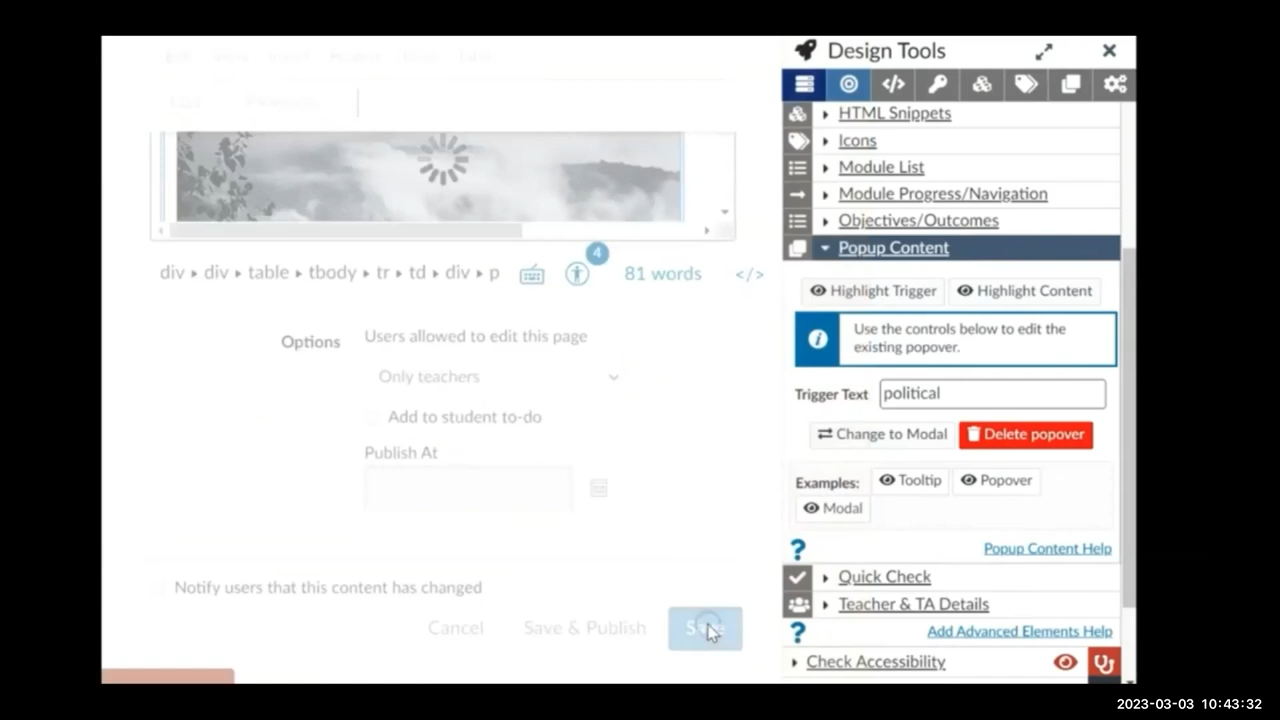 Design Tools
HTML Snippets
Icons
Module List
Module Progress/Navigation
Objectives/Outcomes
Popup Content
Highlight Trigger Highlight Content
Use the controls below to edit the
existing popover.
Trigger Text political
Change to Modal Delete popover
Examples: Tooltip Popover
Modal
Popup Content Help
Quick Check
Teacher & TA Details
Add Advanced Elements Help
Check Accessibility
div ▸ div ▸ table ▸ tbody ▸ tr ▸ td ▸ div ▸ p 4 81 words </>
Options Users allowed to edit this page
Only teachers
Add to student to-do
Publish At
Notify users that this content has changed
Cancel Save & Publish Save
2023-03-03 10:43:32